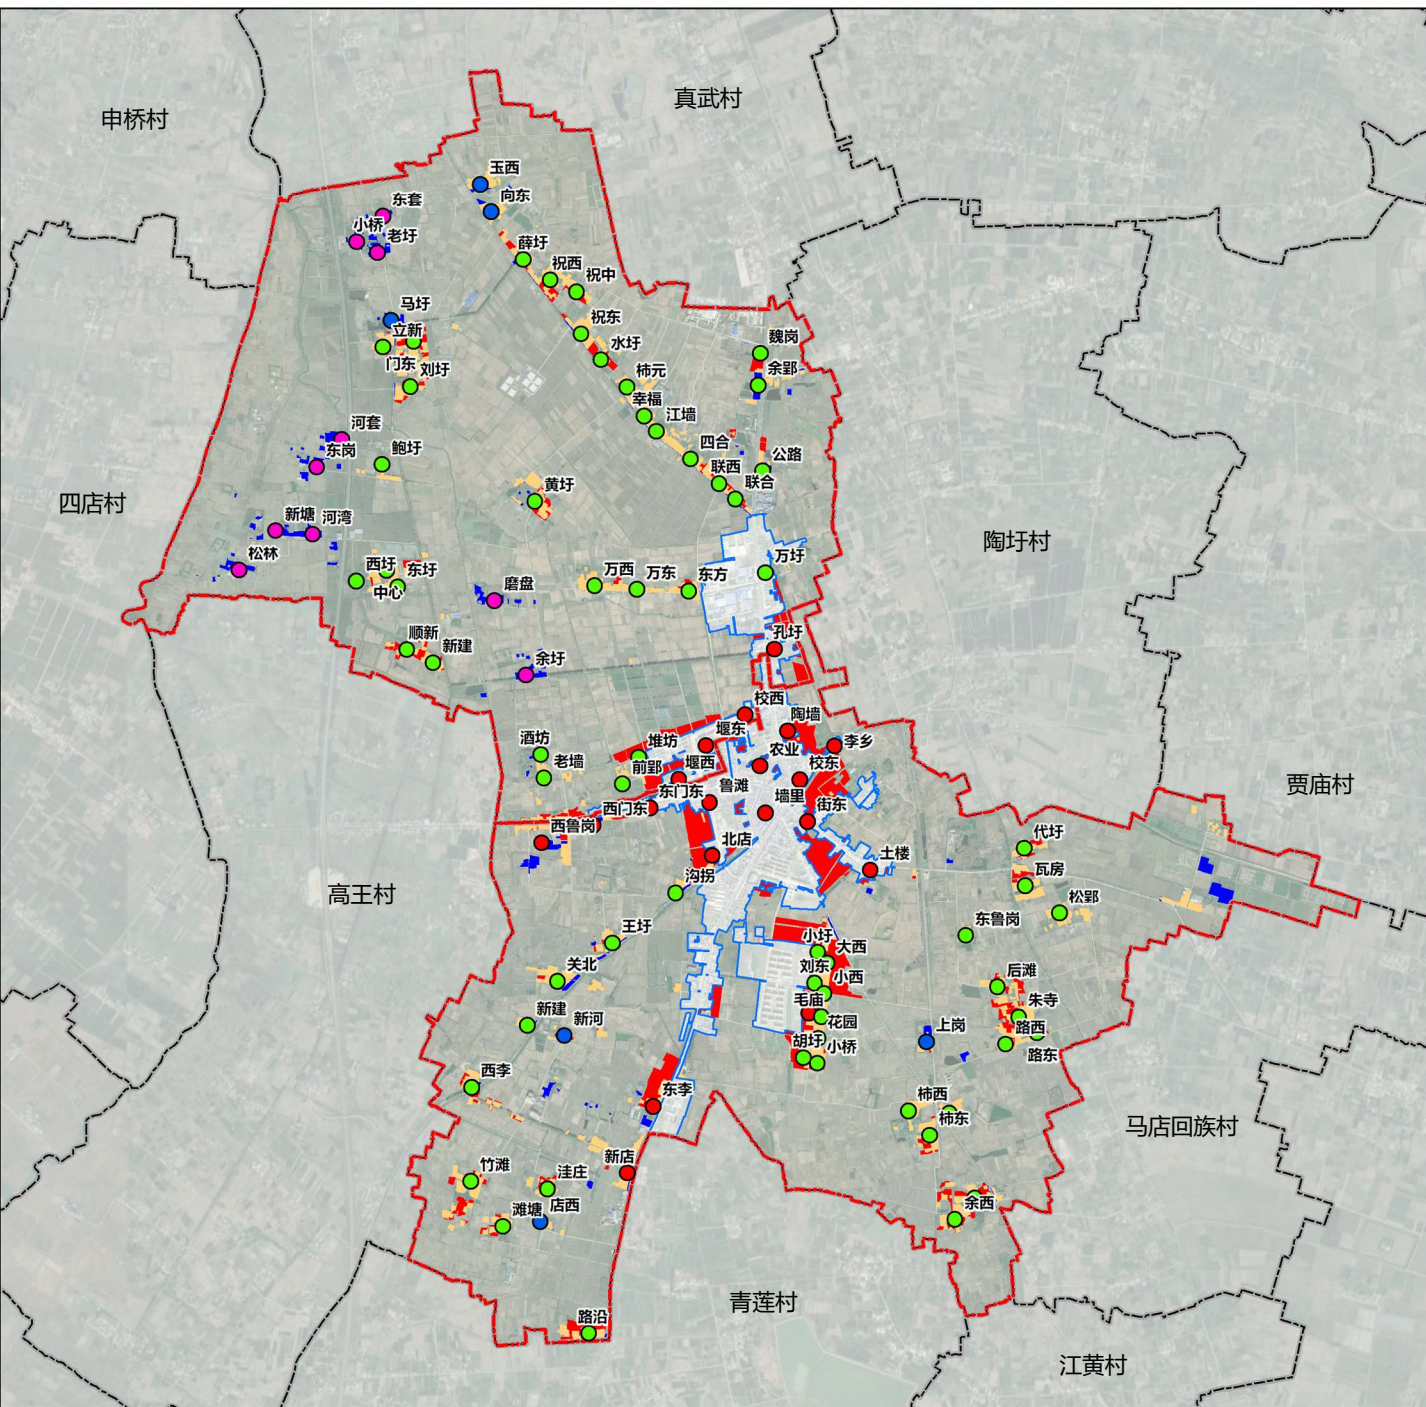 真武村
申桥村
玉西
向东
东套
小桥
老圩
薛圩
祝西
祝中
马圩
立新
祝东
魏岗
水圩
门东
刘圩
余郢
柿元
幸福
江墙
河套
东岗
鲍圩
四合
公路
联西
联合
黄圩
四店村
新塘
河湾
陶圩村
松林
西圩
东圩
中心
万圩
万西
万东
东方
磨盘
顺新
新建
孔圩
余圩
校西
陶墙
堰东
酒坊
堆坊
农业
李乡
老墙
前郢
堰西
校东
贾庙村
东门东
鲁滩
墙里
西门东
街东
西鲁岗
代圩
北店
土楼
沟拐
瓦房
高王村
松郢
东鲁岗
王圩
小圩
大西
关北
刘东
小西
后滩
毛庙
朱寺
新建
新河
花园
上岗
路西
胡圩
小桥
路东
西李
东李
柿西
柿东
马店回族村
新店
竹滩
洼庄
滩塘
店西
余西
青莲村
路沿
江黄村